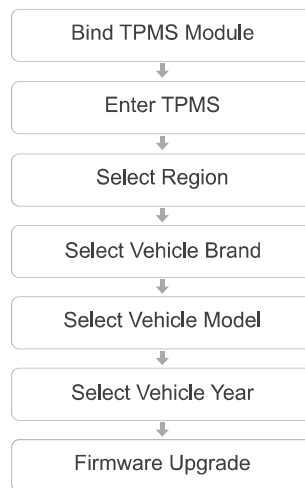 Bind TPMS Module
Enter TPMS
Select Region
Select Vehicle Brand
Select Vehicle Model
Select Vehicle Year
Firmware Upgrade